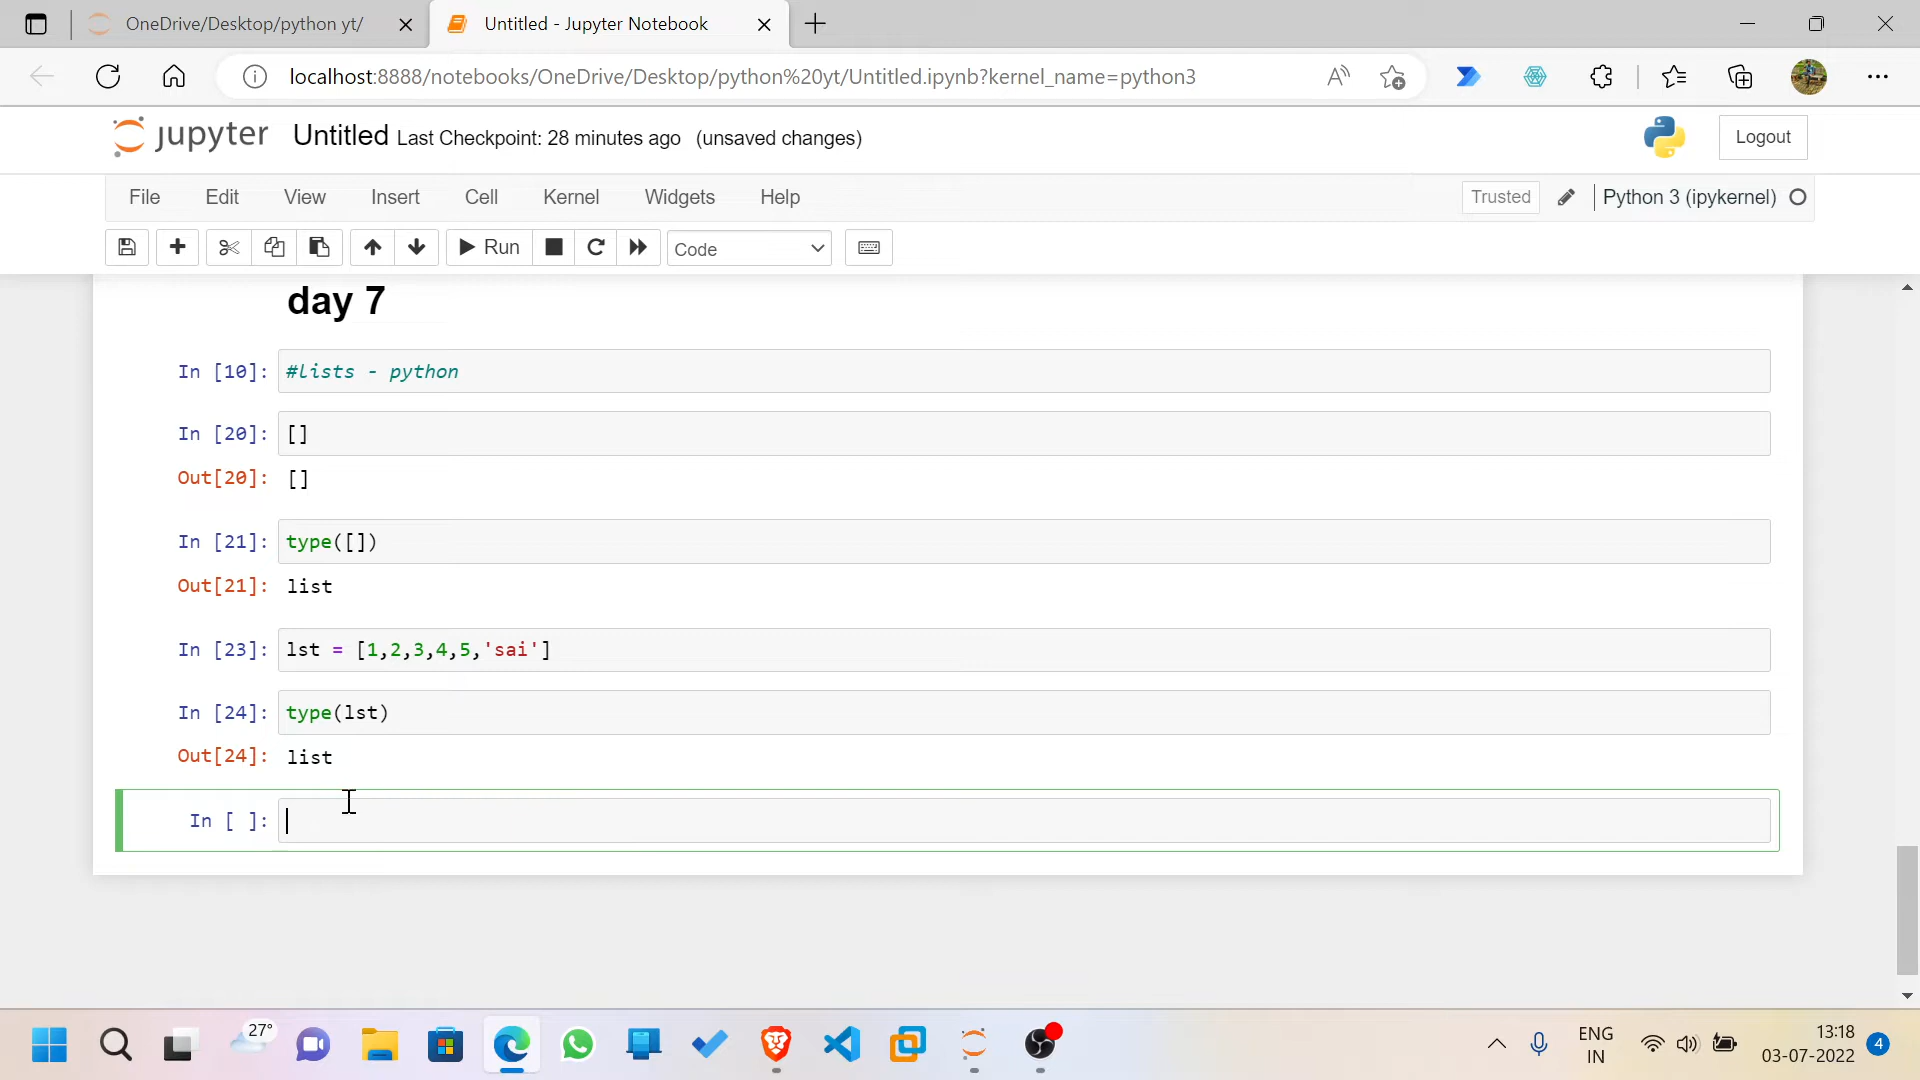 OneDrive/Desktop/python yt/
Untitled - Jupyter Notebook
localhost:8888/notebooks/OneDrive/Desktop/python%20yt/Untitled.ipynb?kernel_name=python3
jupyter Untitled Last Checkpoint: 28 minutes ago (unsaved changes)
Logout
File Edit View Insert Cell Kernel Widgets Help
Trusted Python 3 (ipykernel)
Run Code
day 7
In [10]: #lists - python
In [20]: []
Out[20]: []
In [21]: type([])
Out[21]: list
In [23]: lst = [1,2,3,4,5,'sai']
In [24]: type(lst)
Out[24]: list
In [ ]:
27°
ENG
IN
13:18
03-07-2022
4